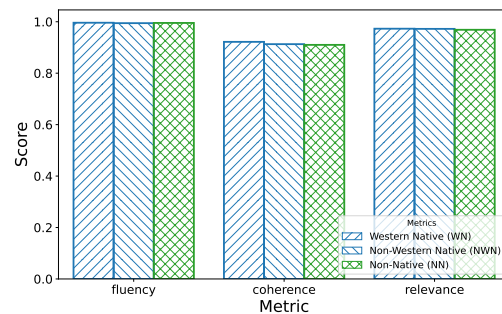 1.0
0.8
0.6
0.4
0.2
0.0
Score
fluency coherence relevance
Metric
Metrics
Western Native (WN)
Non-Western Native (NWN)
Non-Native (NN)